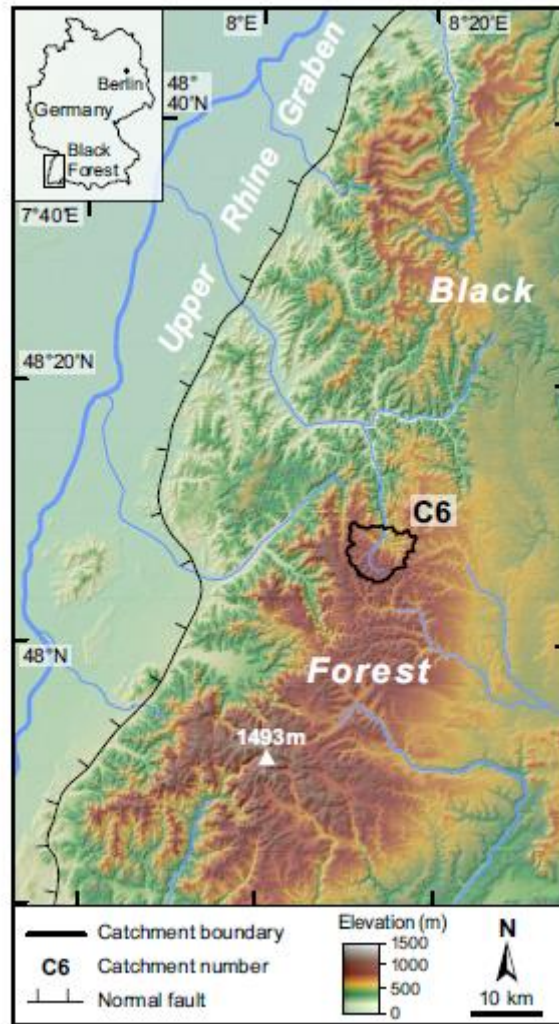 8°E
8°20'E
Berlin
48°
40'N
Germany
Black
Forest
7°40'E
Upper Rhine Graben
Black
48°20'N
C6
48°N
Forest
1493m
Catchment boundary
C6 Catchment number
Normal fault
Elevation (m)
1500
1000
500
0
N
10 km